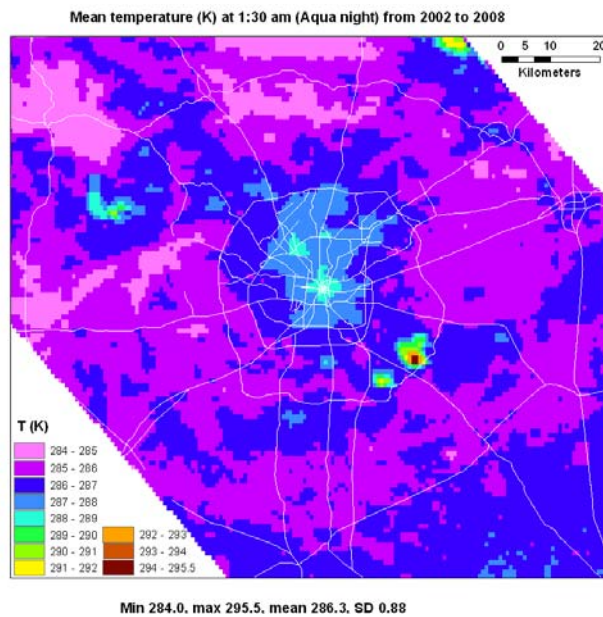 Mean temperature (K) at 1:30 am (Aqua night) from 2002 to 2008
0 5 10 20
Kilometers
T (K)
284 - 285
285 - 286
286 - 287
287 - 288
288 - 289
289 - 290
290 - 291
291 - 292
292 - 293
293 - 294
294 - 295.5
Min 284.0, max 295.5, mean 286.3, SD 0.88